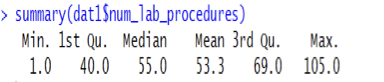 > summary(dat1$num_lab_procedures)
Min. 1st Qu. Median Mean 3rd Qu. Max.
1.0 40.0 55.0 53.3 69.0 105.0